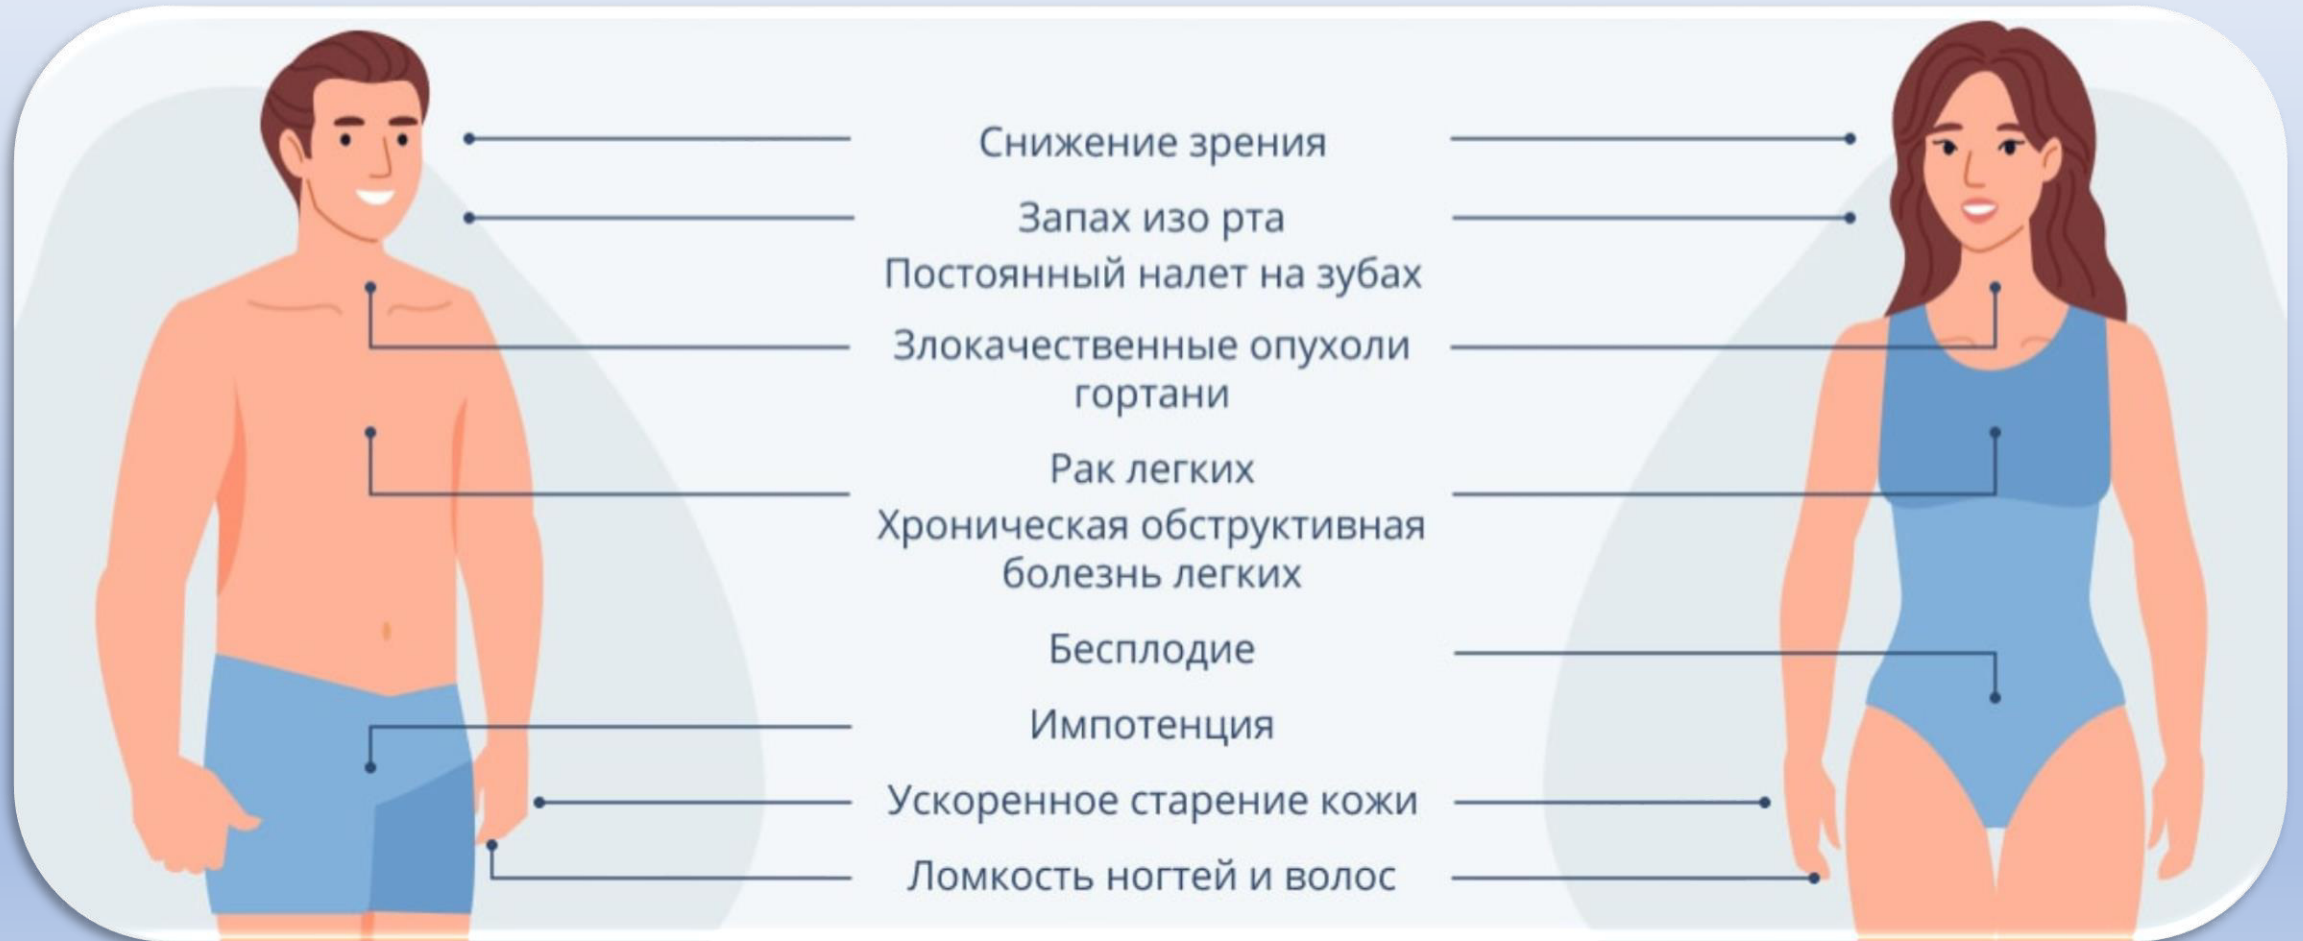 Снижение зрения
Запах изо рта
Постоянный налет на зубах
Злокачественные опухоли
гортани
Рак легких
Хроническая обструктивная
болезнь легких
Бесплодие
Импотенция
Ускоренное старение кожи
Ломкость ногтей и волос